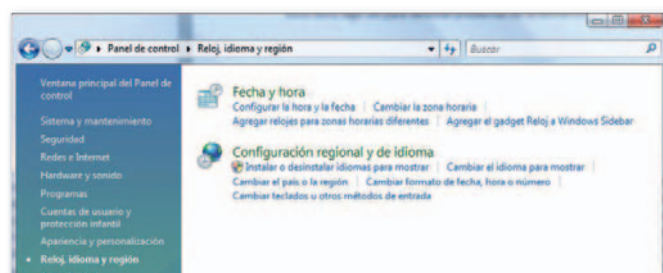 Panel de control ▸ Reloj, idioma y región
Buscar
Ventana principal del Panel de
control
Sistema y mantenimiento
Seguridad
Redes e Internet
Hardware y sonido
Programas
Cuentas de usuario y
protección infantil
Apariencia y personalización
Reloj, idioma y región
Fecha y hora
Configurar la hora y la fecha | Cambiar la zona horaria
Agregar relojes para zonas horarias diferentes | Agregar el gadget Reloj a Windows Sidebar
Configuración regional y de idioma
Instalar o desinstalar idiomas para mostrar | Cambiar el idioma para mostrar
Cambiar el país o la región | Cambiar formato de fecha, hora o número
Cambiar teclados u otros métodos de entrada